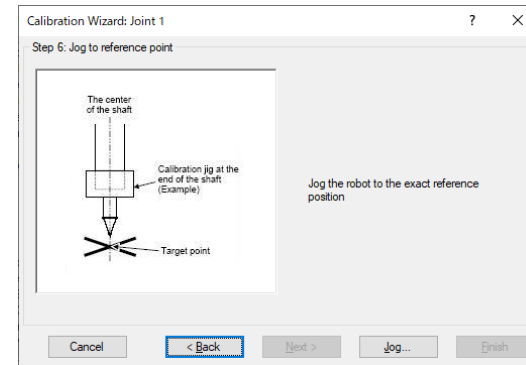 Calibration Wizard: Joint 1
? ×
Step 6: Jog to reference point
The center
of the shaft
Calibration jig at the
end of the shaft
(Example)
Target point
Jog the robot to the exact reference
position
Cancel
< Back
Next >
Jog...
Finish